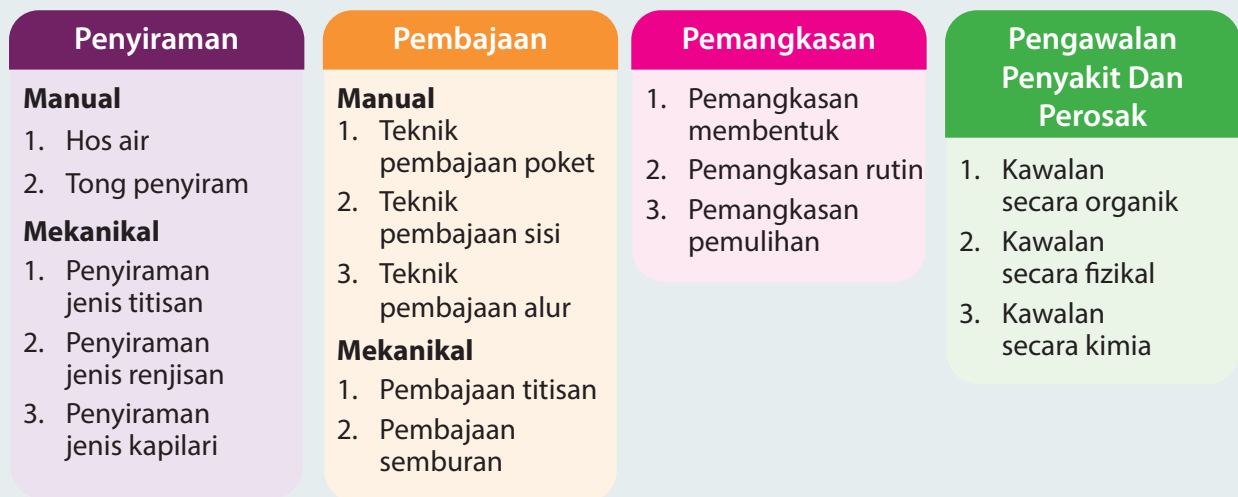 Penyiraman
Manual
1. Hos air
2. Tong penyiram
Mekanikal
1. Penyiraman
jenis titisan
2. Penyiraman
jenis renjisan
3. Penyiraman
jenis kapilari
Pembajaan
Manual
1. Teknik
pembajaan poket
2. Teknik
pembajaan sisi
3. Teknik
pembajaan alur
Mekanikal
1. Pembajaan titisan
2. Pembajaan
semburan
Pemangkasan
1. Pemangkasan
membentuk
2. Pemangkasan rutin
3. Pemangkasan
pemulihan
Pengawalan
Penyakit Dan
Perosak
1. Kawalan
secara organik
2. Kawalan
secara fizikal
3. Kawalan
secara kimia